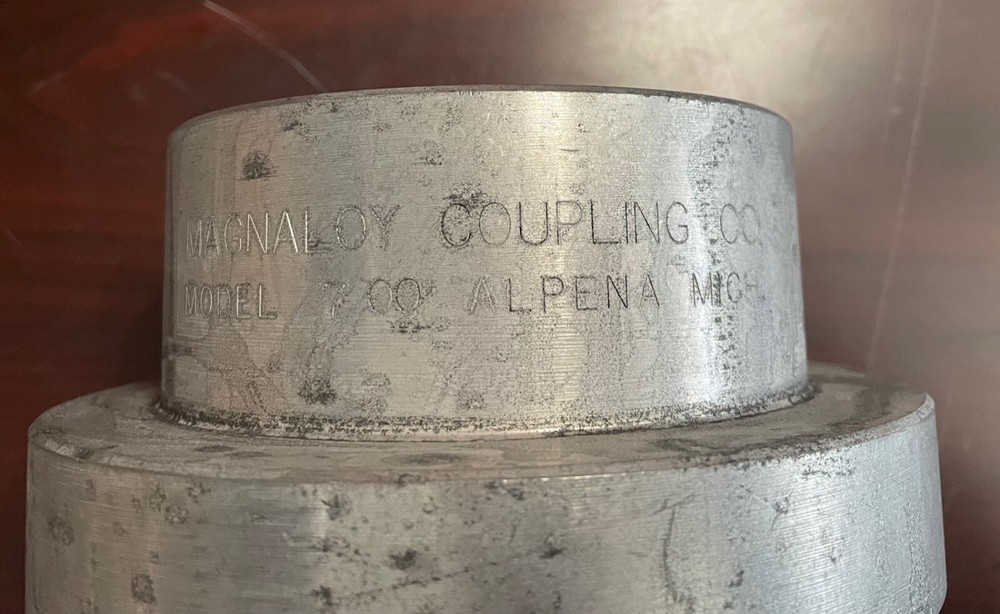 MAGNALOY COUPLING CO.
MODEL 700 ALPENA MICH.